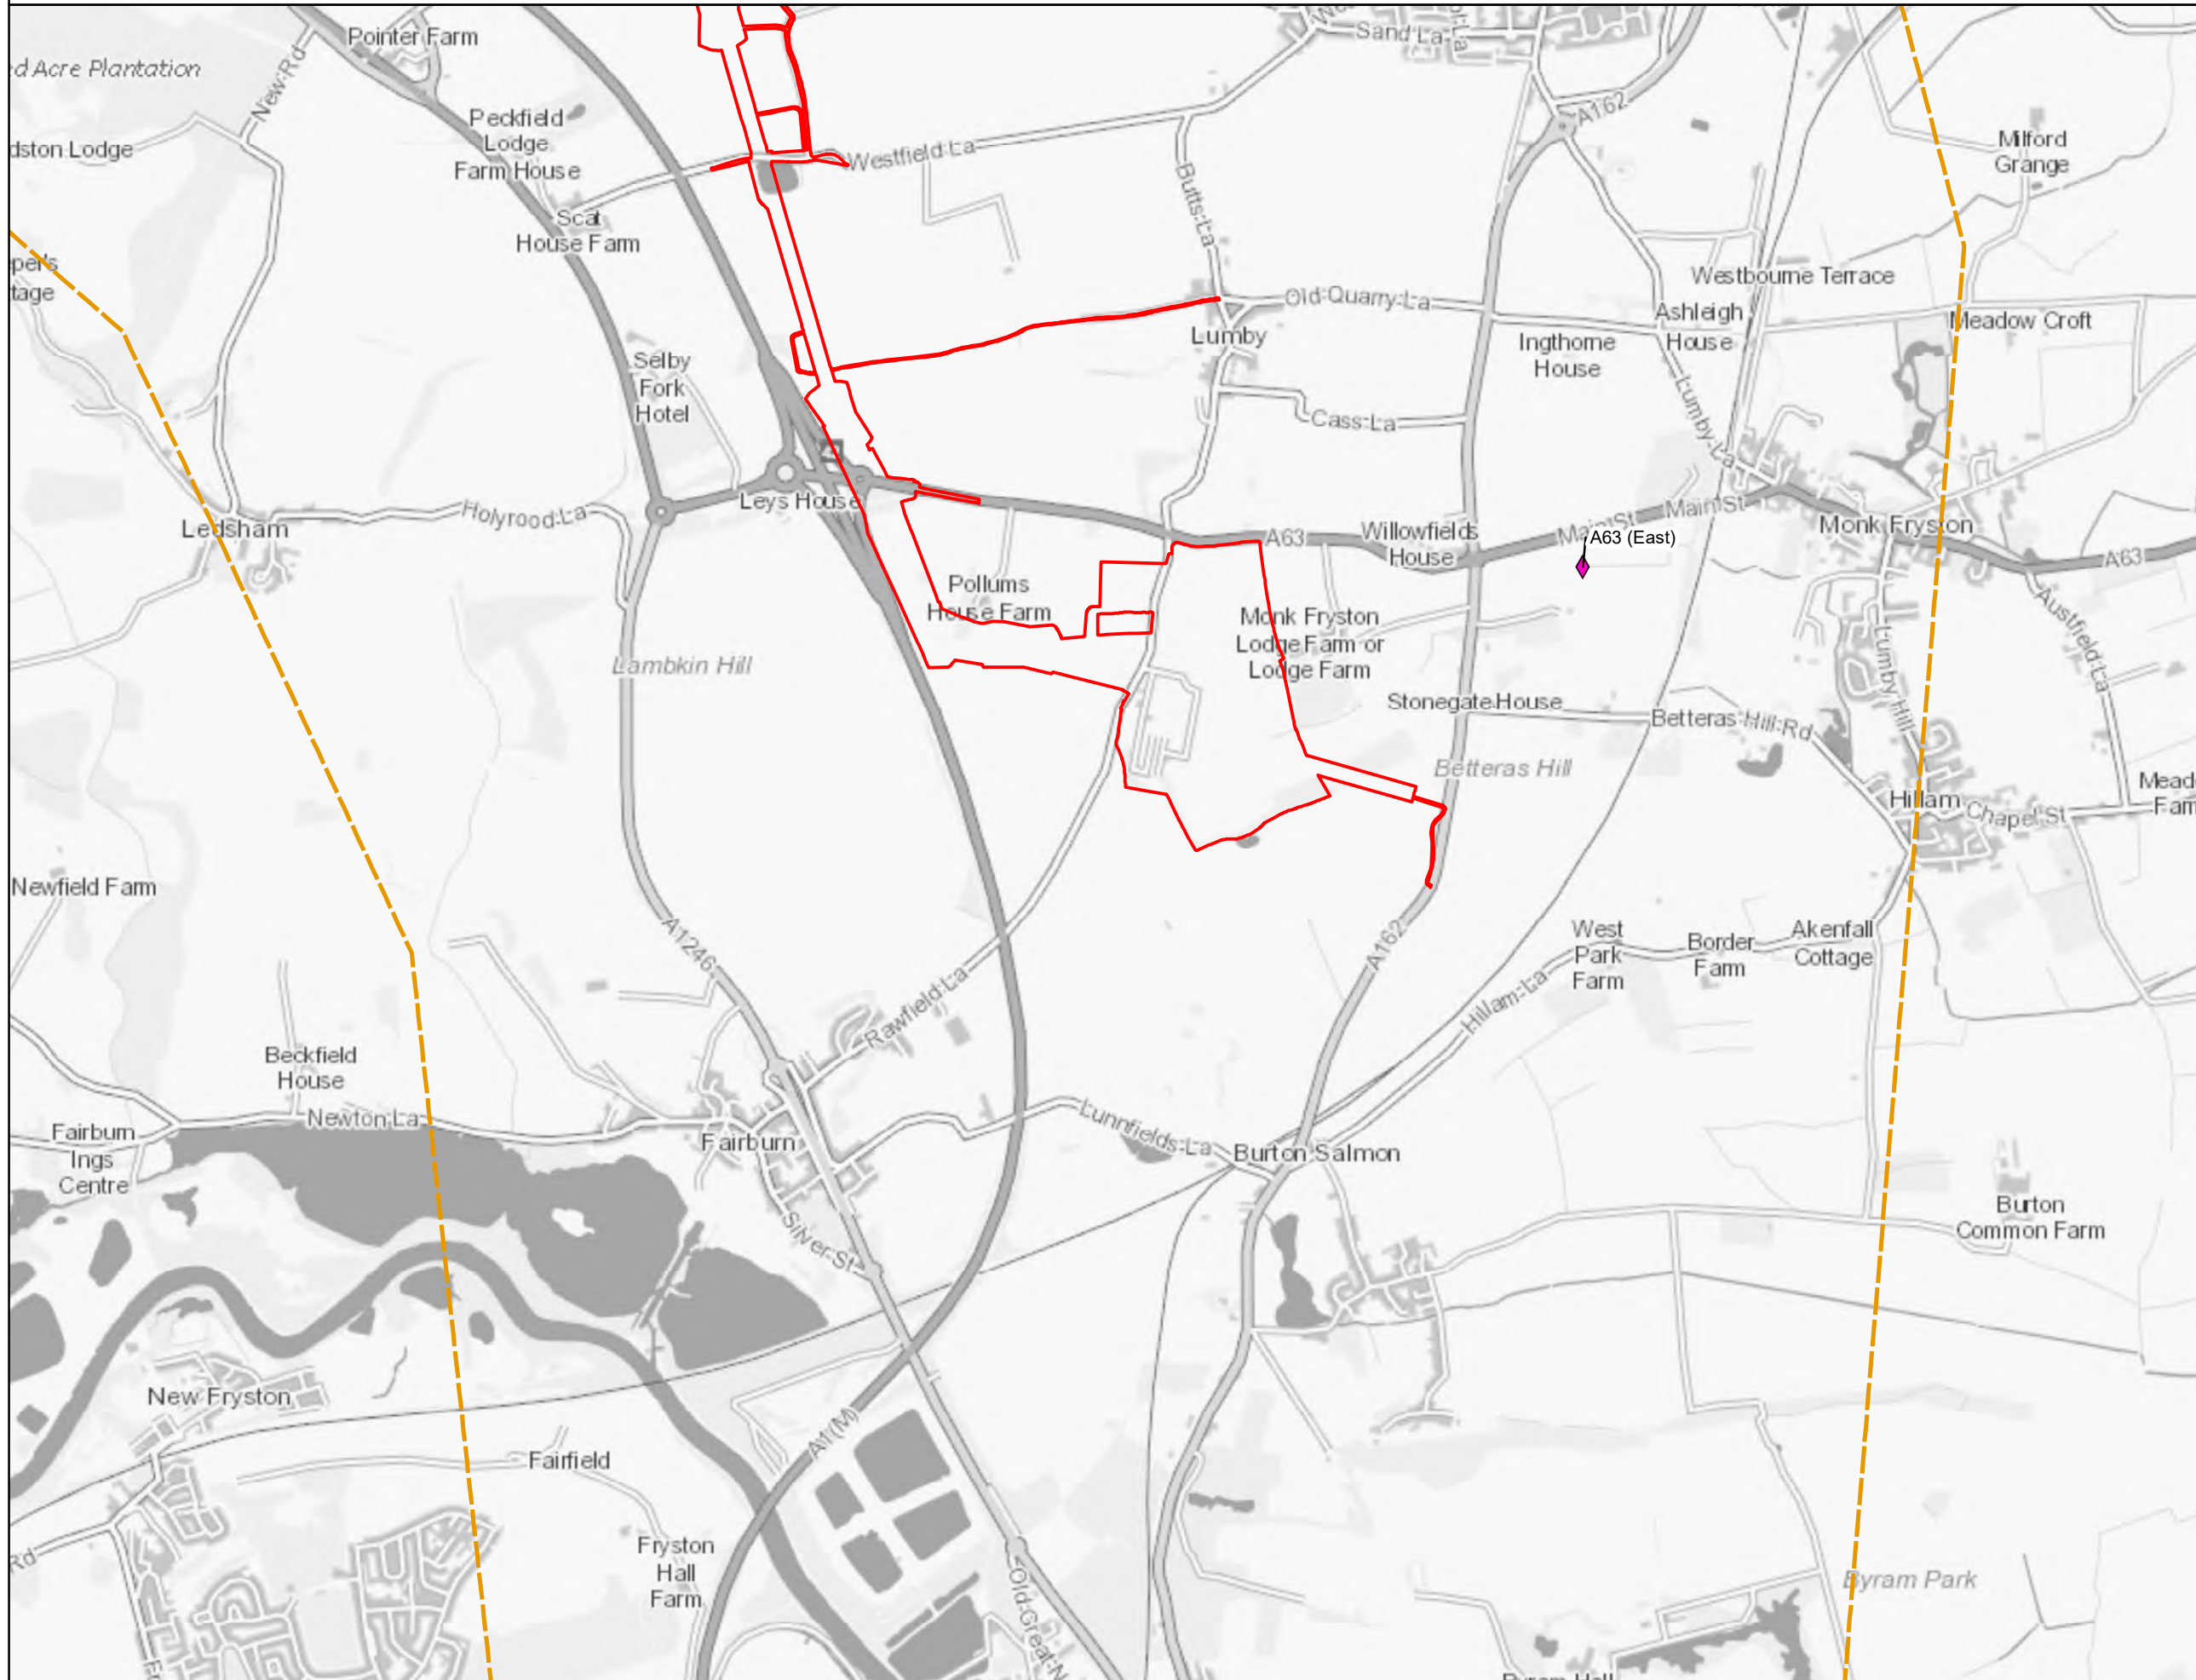 Pointer Farm
Sand La
A162
New Rd
Peckfield
Lodge
Farm House
Milford
Grange
Westfield La
Butts La
Scat
House Farm
Westbourne Terrace
Old Quarry La
Ashleigh
House
Meadow Croft
Lumby
Ingthorne
House
Selby
Fork
Hotel
Cass La
Lumby La
Leys House
Holyrood La
Ledsham
Main St
Main St
Monk Fryston
A63
Willowfields
House
A63 (East)
A63
Pollums
House Farm
Monk Fryston
Lodge Farm or
Lodge Farm
Austfield La
Lumby Hill
Lambkin Hill
Stonegate House
Betteras Hill Rd
Betteras Hill
Hillam
Chapel St
Newfield Farm
A1246
A162
West
Park
Farm
Border
Farm
Akenfall
Cottage
Rawfield La
Hillam La
Beckfield
House
Newton La
Fairburn
Ings
Centre
Fairburn
Lunnfields La
Burton Salmon
Silver St
Burton
Common Farm
New Fryston
A1(M)
Fairfield
Fryston
Hall
Farm
Byram Park